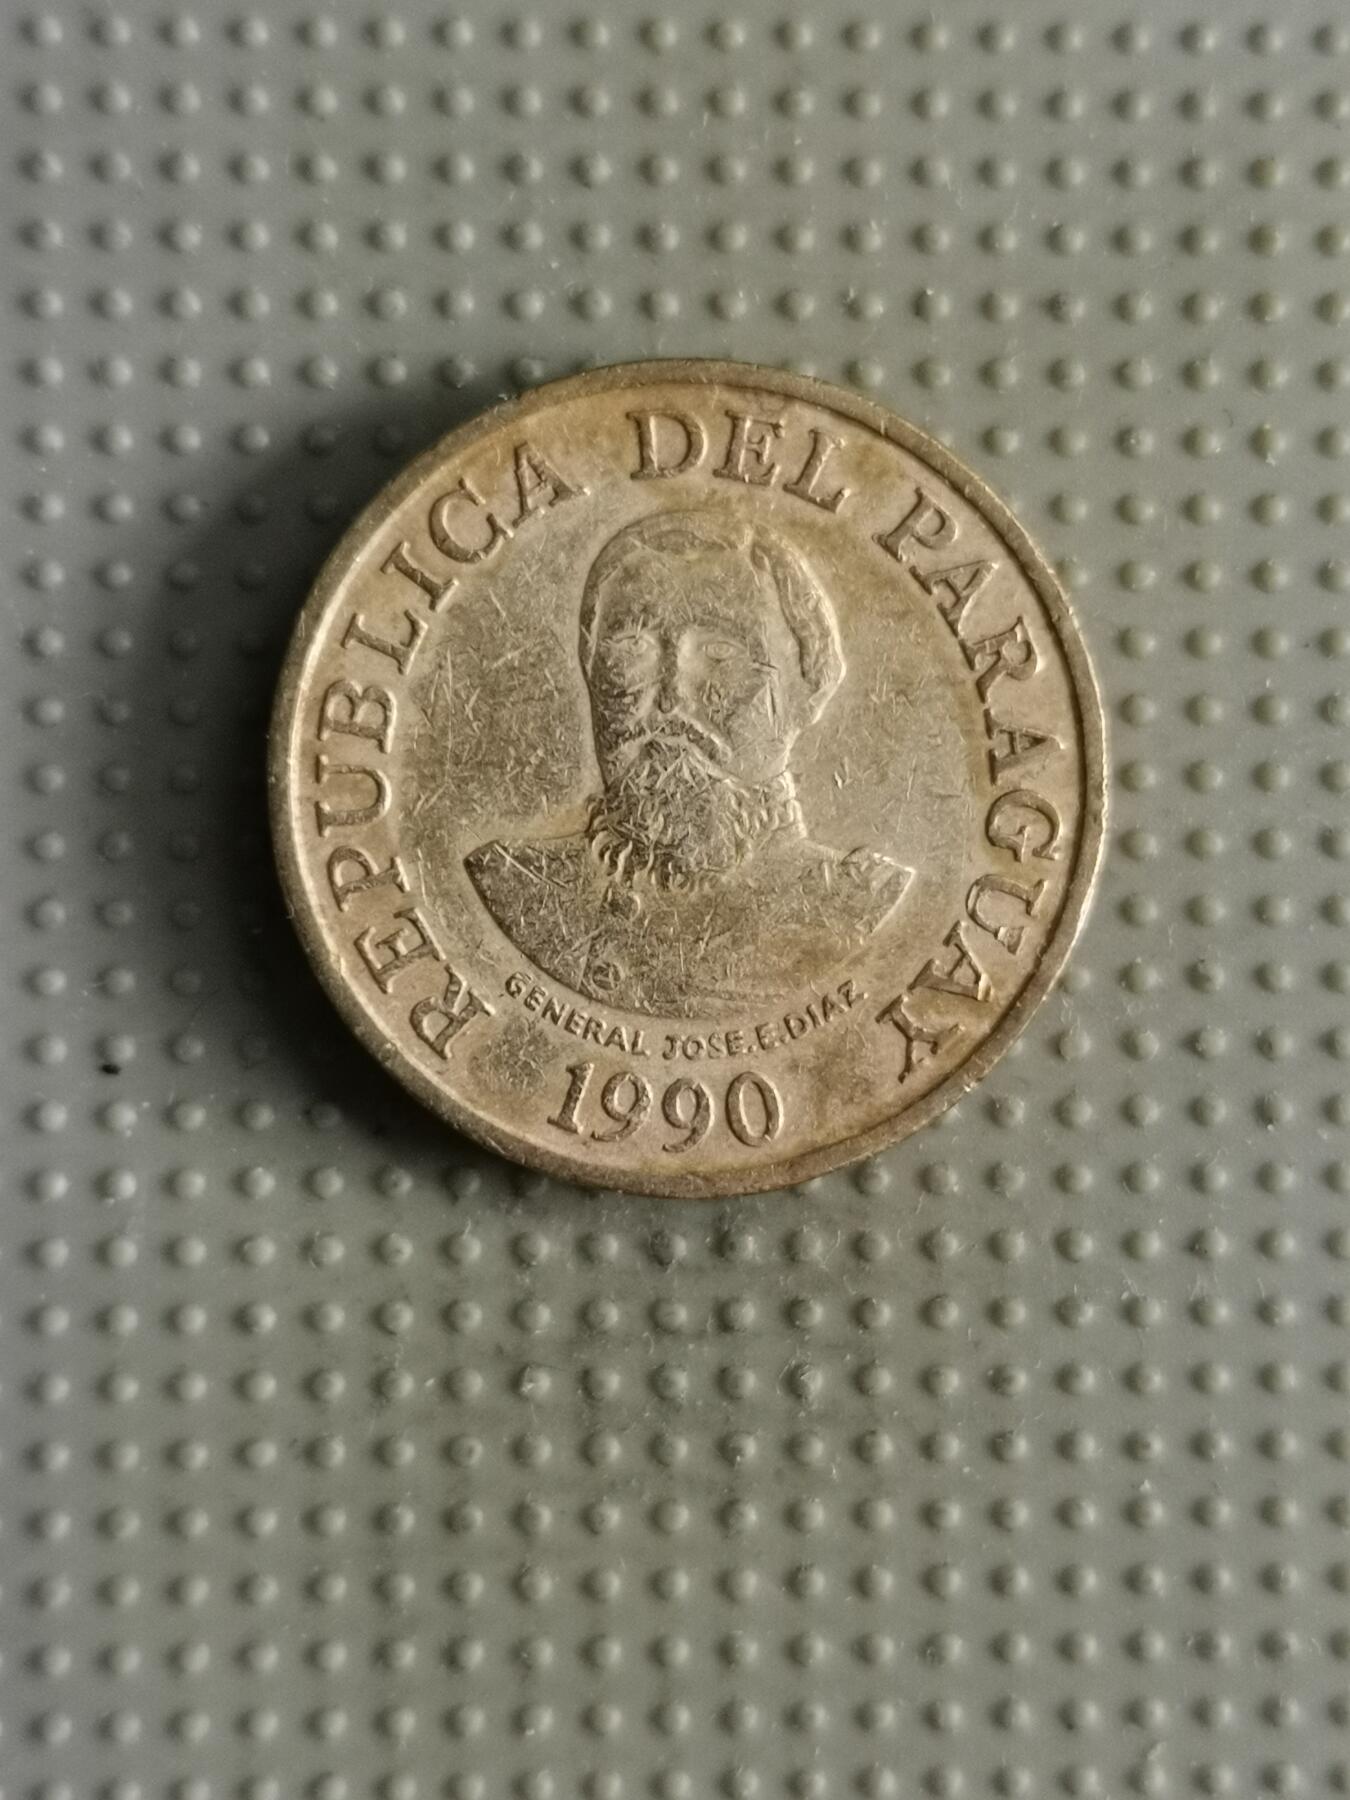 REPUBLICA DEL PARAGUAY
GENERAL JOSE.E.DIAZ
1990